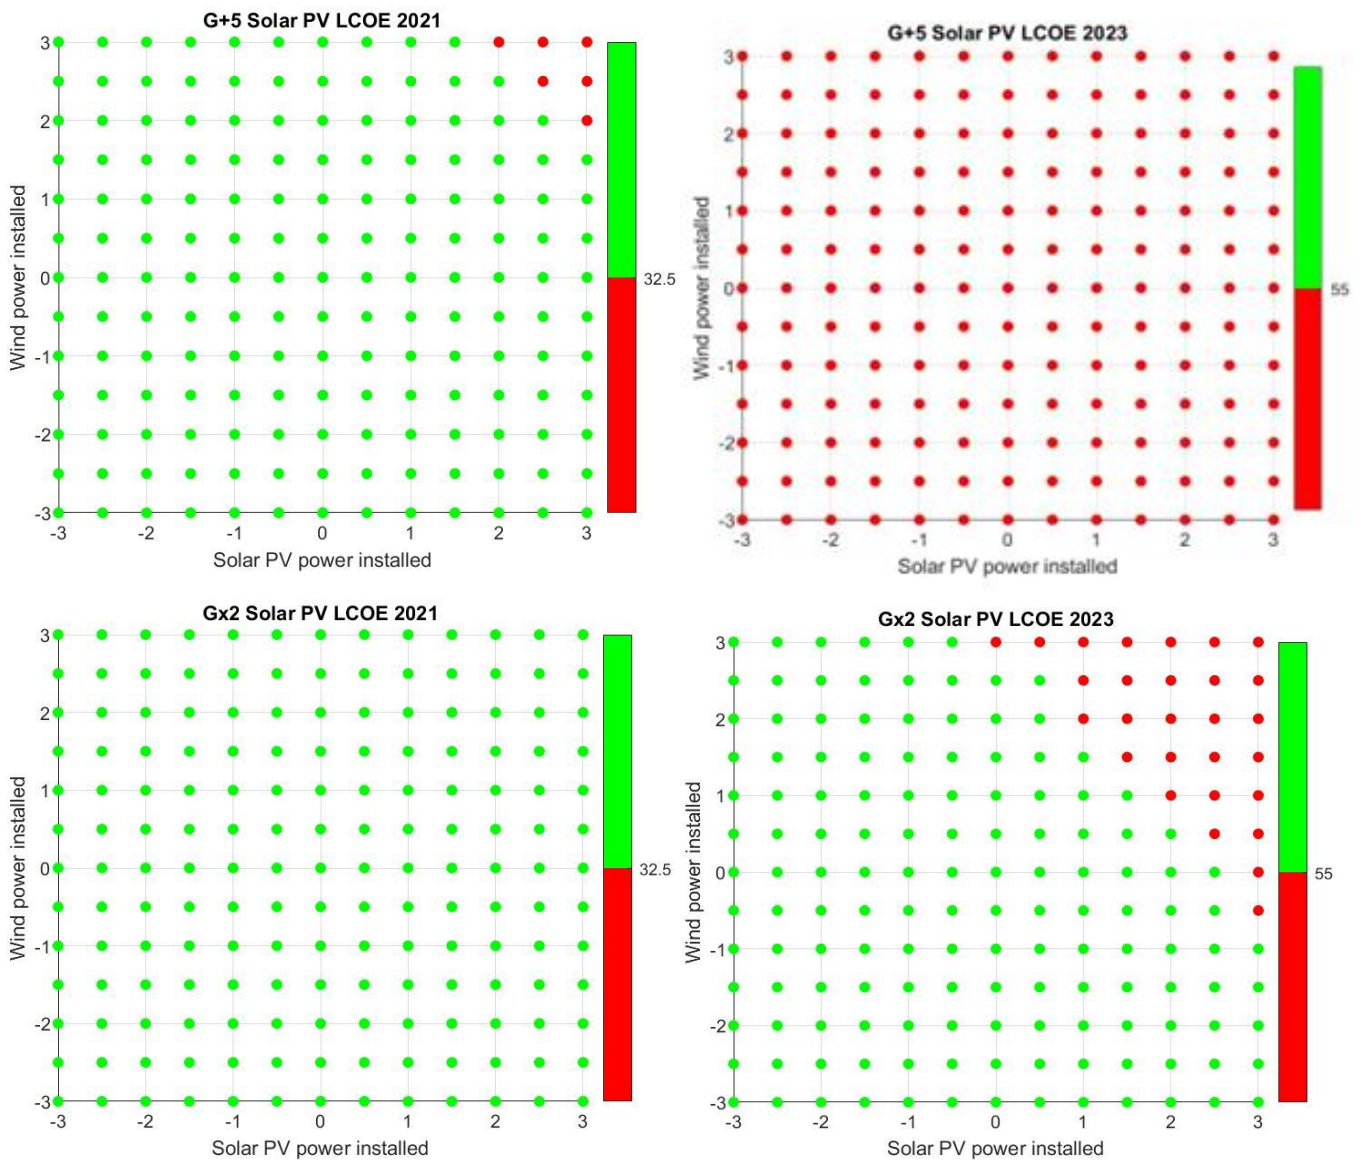 G+5 Solar PV LCOE 2021
3
2
1
0
-1
-2
-3
Wind power installed
-3 -2 -1 0 1 2 3
Solar PV power installed
32.5
G+5 Solar PV LCOE 2023
3
2
1
0
-1
-2
-3
Wind power installed
-3 -2 -1 0 1 2 3
Solar PV power installed
55
Gx2 Solar PV LCOE 2021
3
2
1
0
-1
-2
-3
Wind power installed
-3 -2 -1 0 1 2 3
Solar PV power installed
32.5
Gx2 Solar PV LCOE 2023
3
2
1
0
-1
-2
-3
Wind power installed
-3 -2 -1 0 1 2 3
Solar PV power installed
55